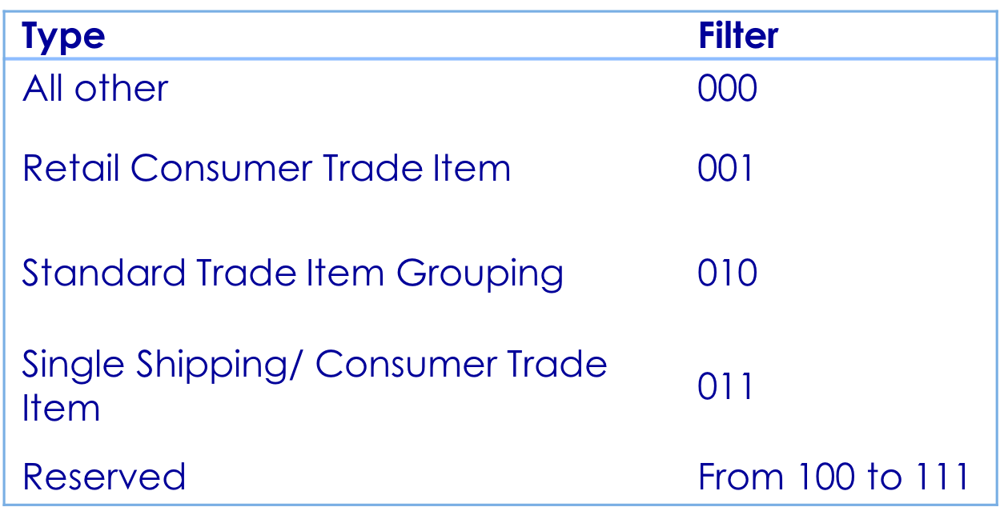 Type Filter
All other 000
Retail Consumer Trade Item 001
Standard Trade Item Grouping 010
Single Shipping/ Consumer Trade
Item 011
Reserved From 100 to 111